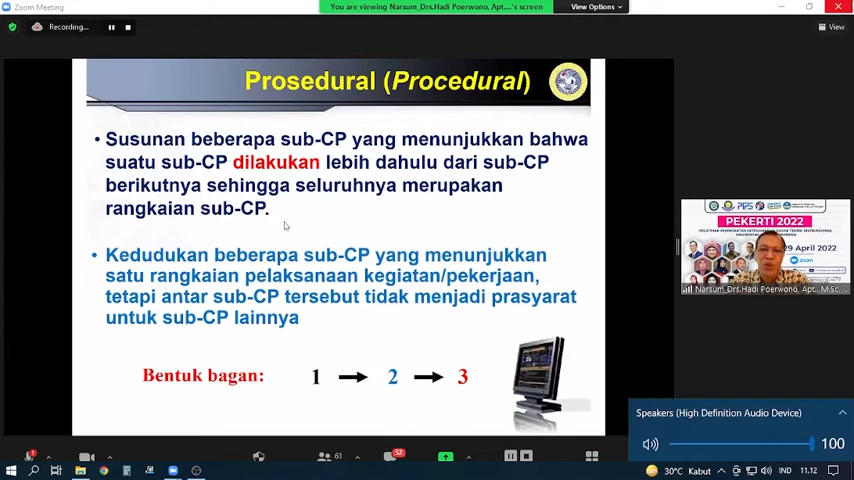 Zoom Meeting
You are viewing Narsum_Drs.Hadi Poerwono, Apt....'s screen
View Options
Recording...
View
Prosedural (Procedural)
• Susunan beberapa sub-CP yang menunjukkan bahwa
suatu sub-CP dilakukan lebih dahulu dari sub-CP
berikutnya sehingga seluruhnya merupakan
rangkaian sub-CP.
• Kedudukan beberapa sub-CP yang menunjukkan
satu rangkaian pelaksanaan kegiatan/pekerjaan,
tetapi antar sub-CP tersebut tidak menjadi prasyarat
untuk sub-CP lainnya
Bentuk bagan: 1 → 2 → 3
PEKERTI 2022
29 April 2022
zoom
Narsum_Drs.Hadi Poerwono, Apt., M.Sc.
Speakers (High Definition Audio Device)
100
61
52
30°C Kabut
IND
11.12